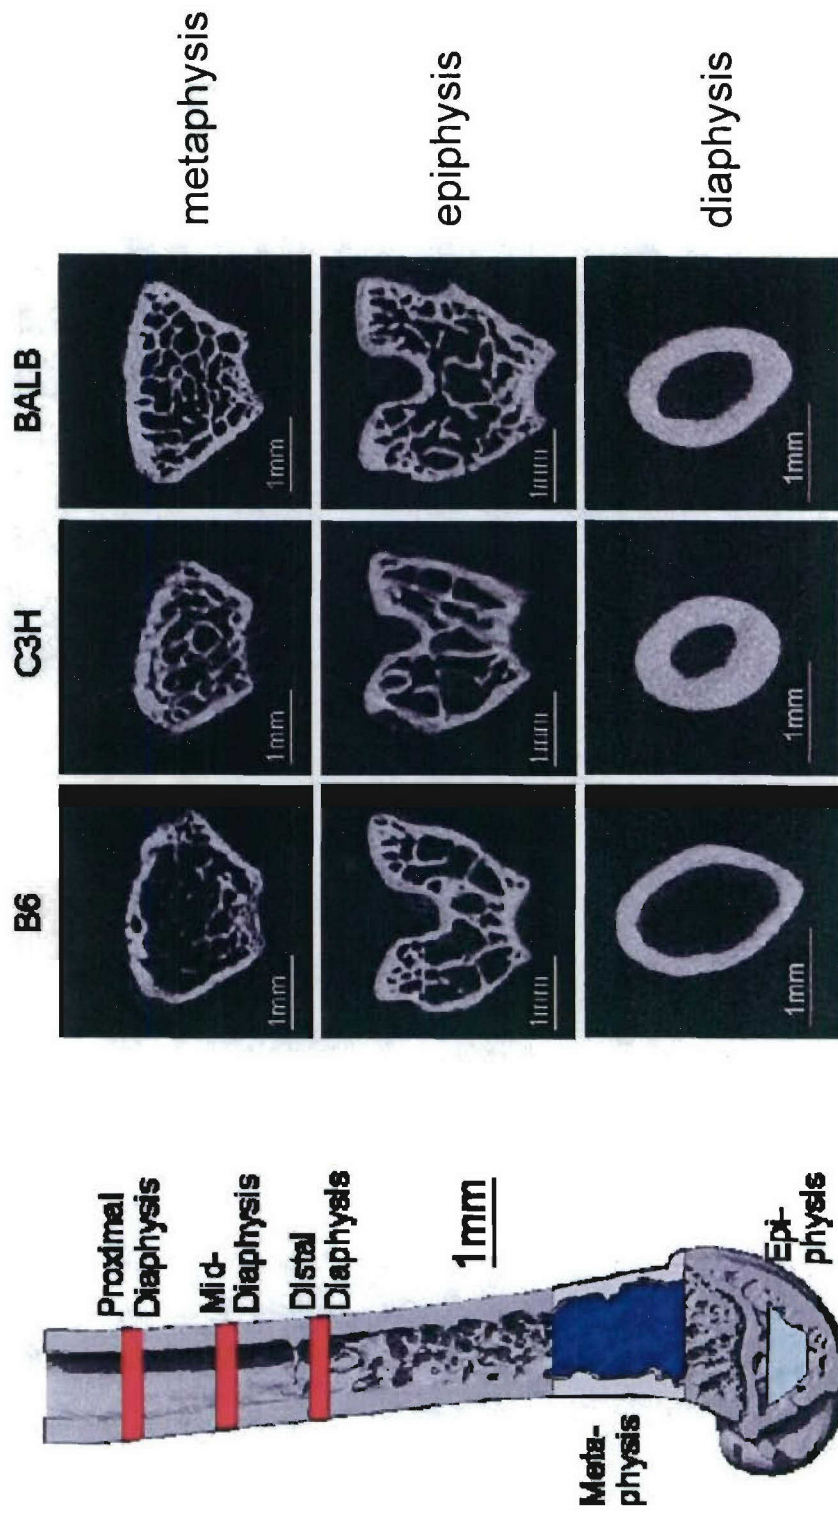 Proximal
Diaphysis
Mid-
Diaphysis
Distal
Diaphysis
1mm
Meta-
physis
Epi-
physis
B6
C3H
BALB
1mm
1mm
1mm
metaphysis
1mm
1mm
1mm
epiphysis
1mm
1mm
1mm
diaphysis